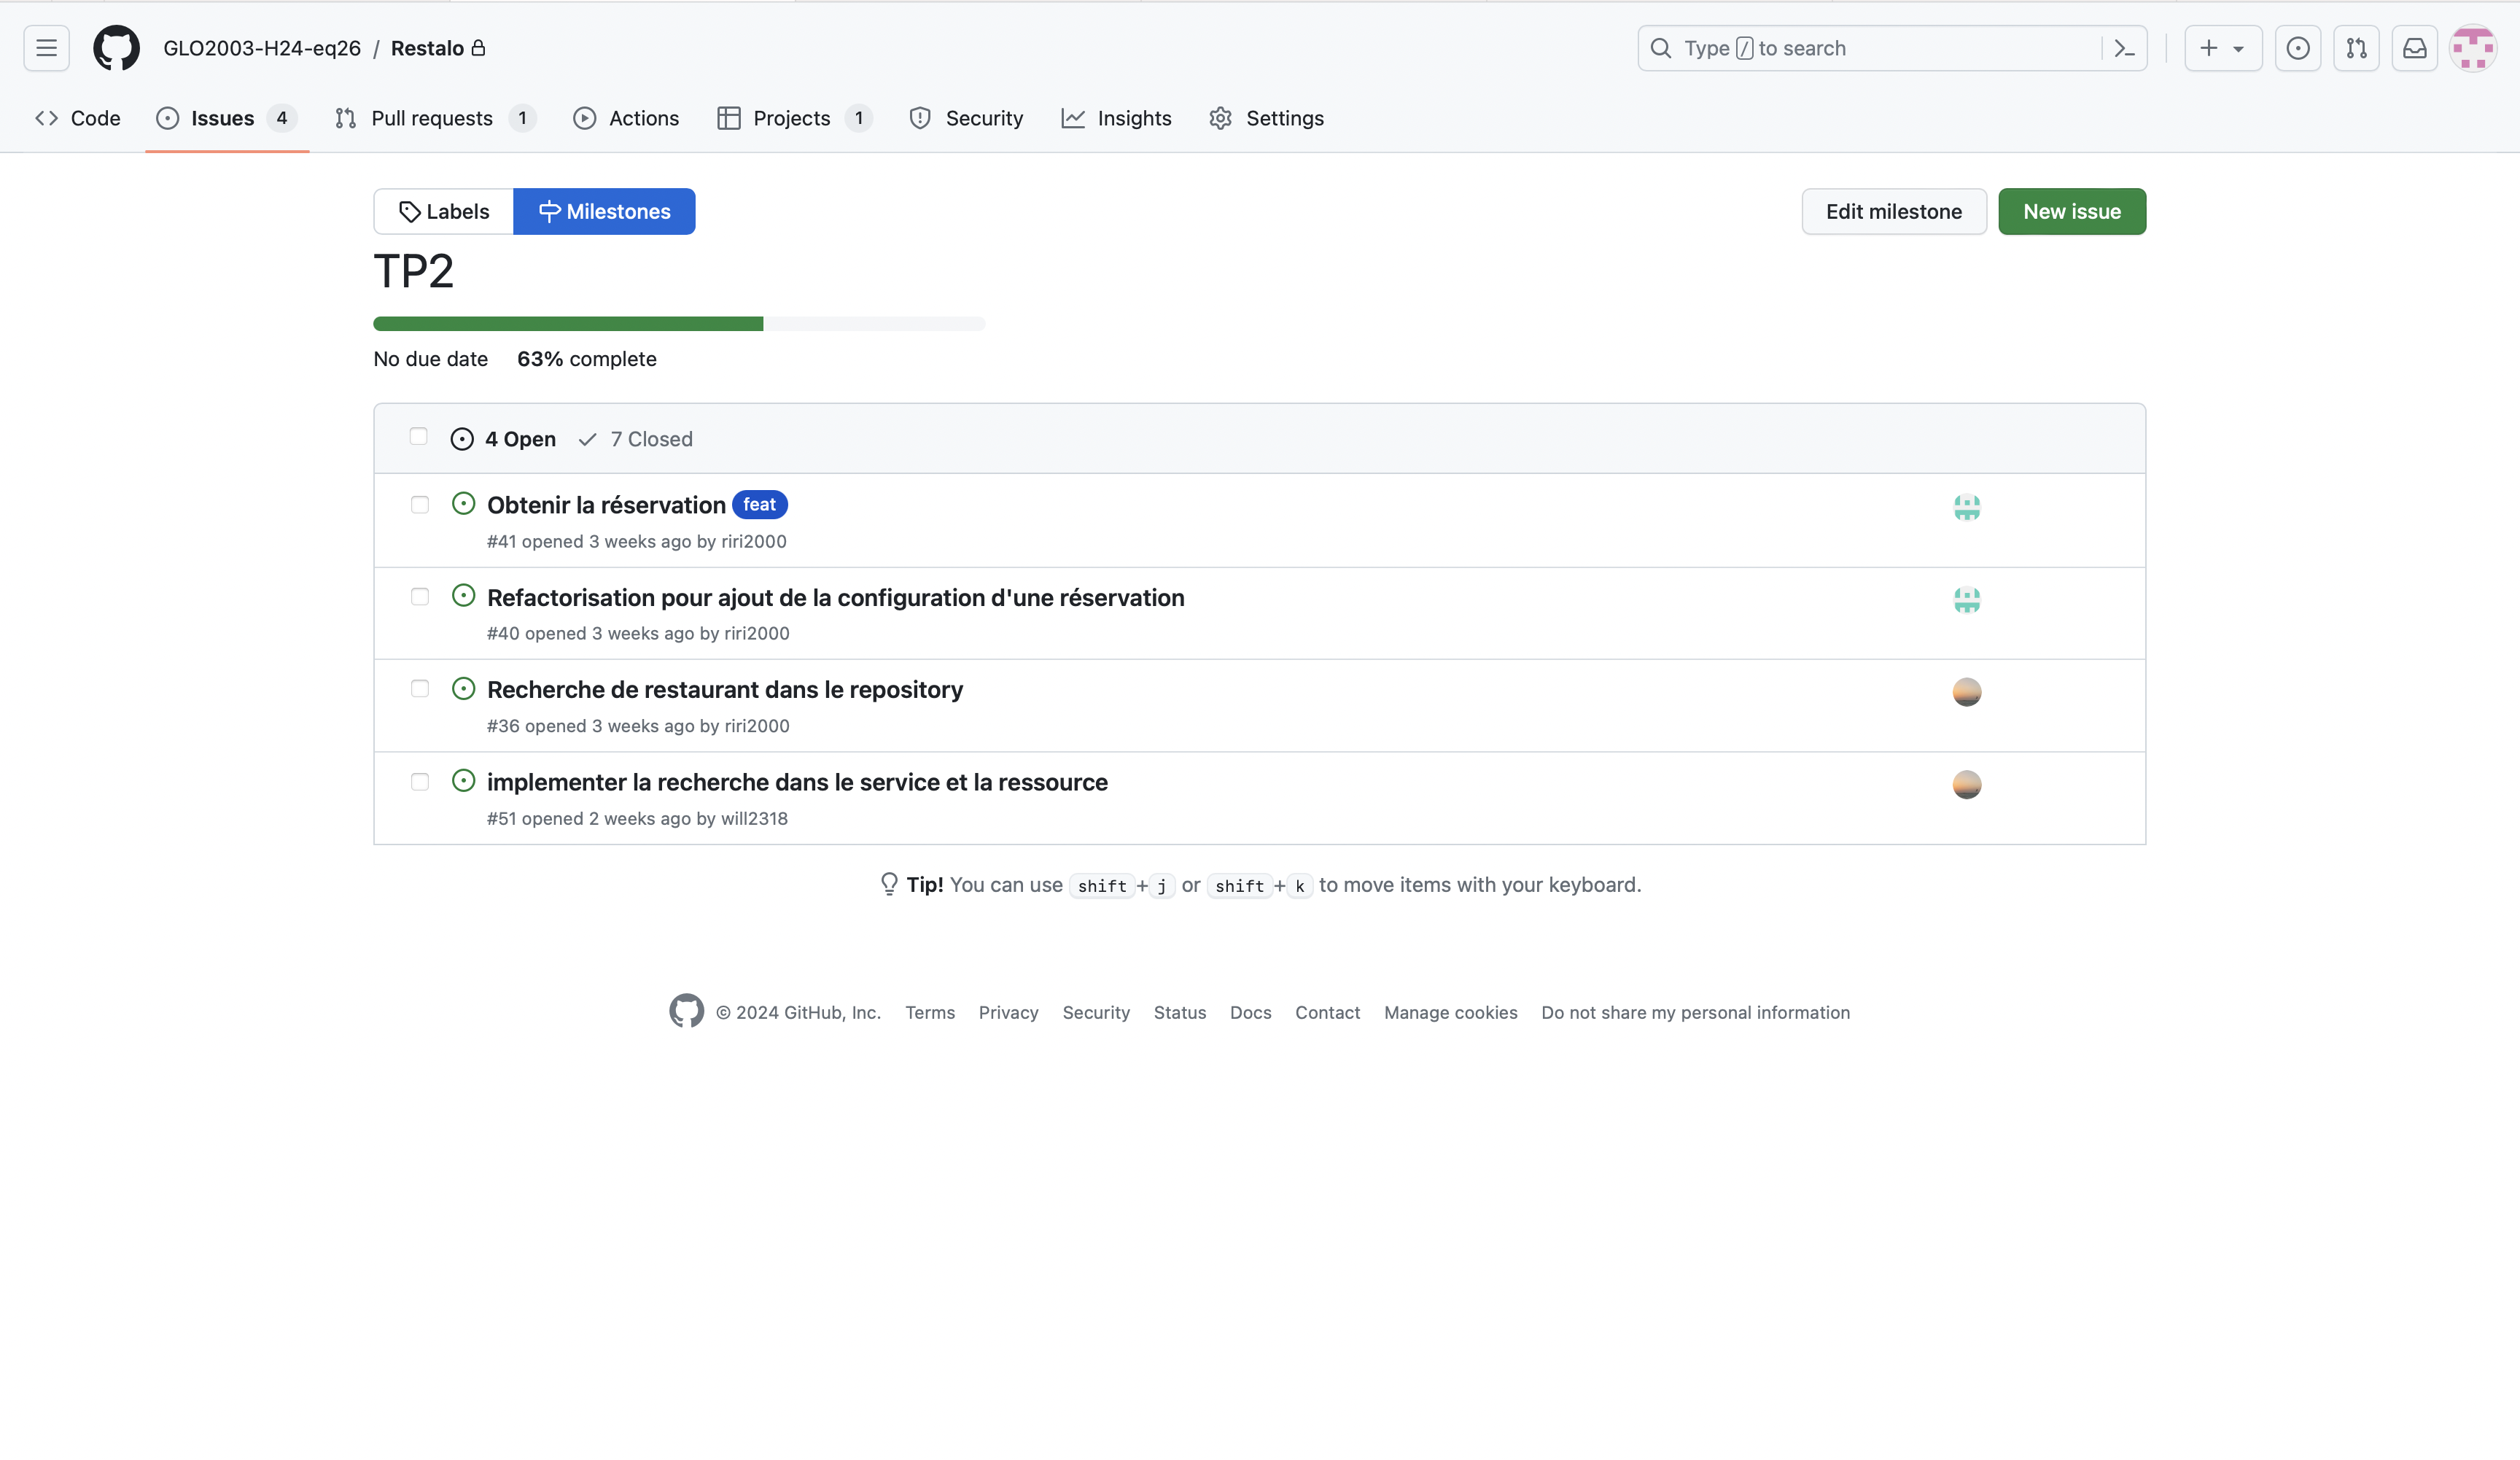 GLO2003-H24-eq26 / Restalo
Type / to search
Code Issues 4 Pull requests 1 Actions Projects 1 Security Insights Settings
Labels Milestones Edit milestone New issue
TP2
No due date 63% complete
4 Open 7 Closed
Obtenir la réservation feat
#41 opened 3 weeks ago by riri2000
Refactorisation pour ajout de la configuration d'une réservation
#40 opened 3 weeks ago by riri2000
Recherche de restaurant dans le repository
#36 opened 3 weeks ago by riri2000
implementer la recherche dans le service et la ressource
#51 opened 2 weeks ago by will2318
Tip! You can use shift+j or shift+k to move items with your keyboard.
© 2024 GitHub, Inc. Terms Privacy Security Status Docs Contact Manage cookies Do not share my personal information